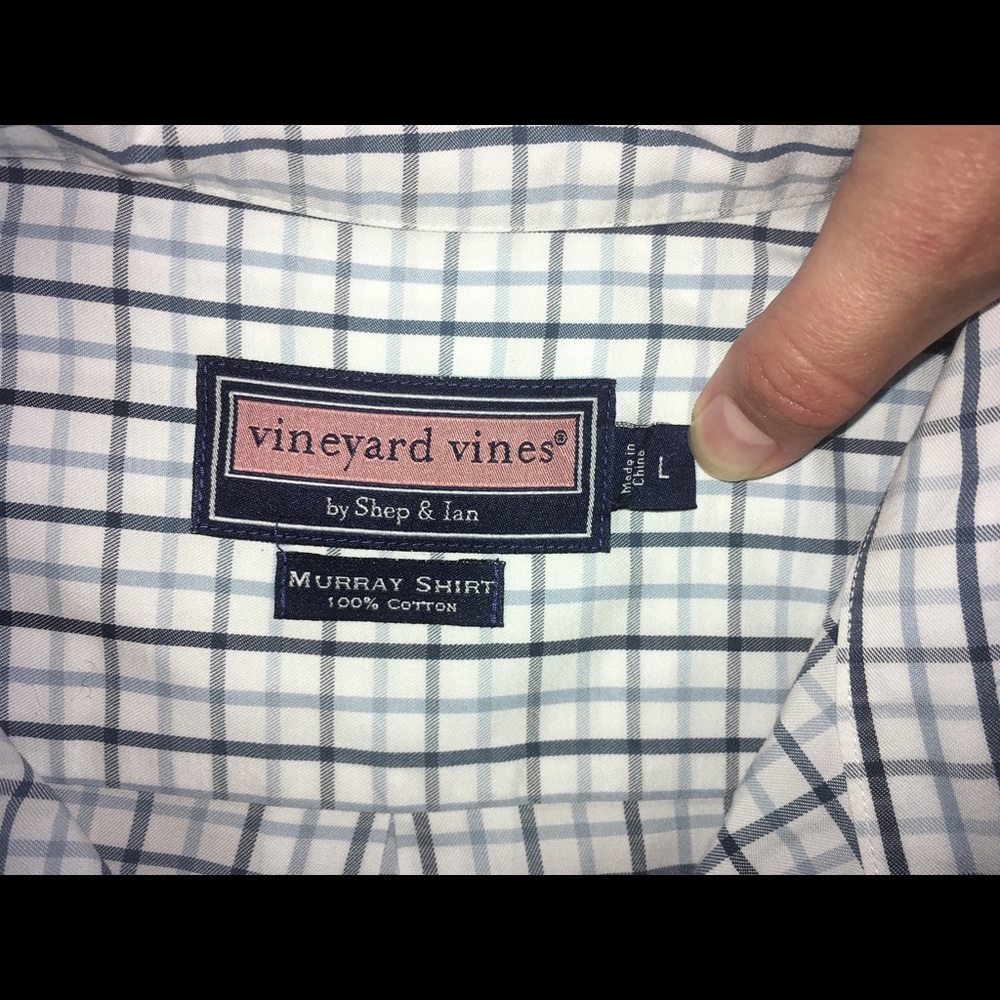 vineyard vines®
by Shep & Ian
Made in
China
L
MURRAY SHIRT
100% COTTON